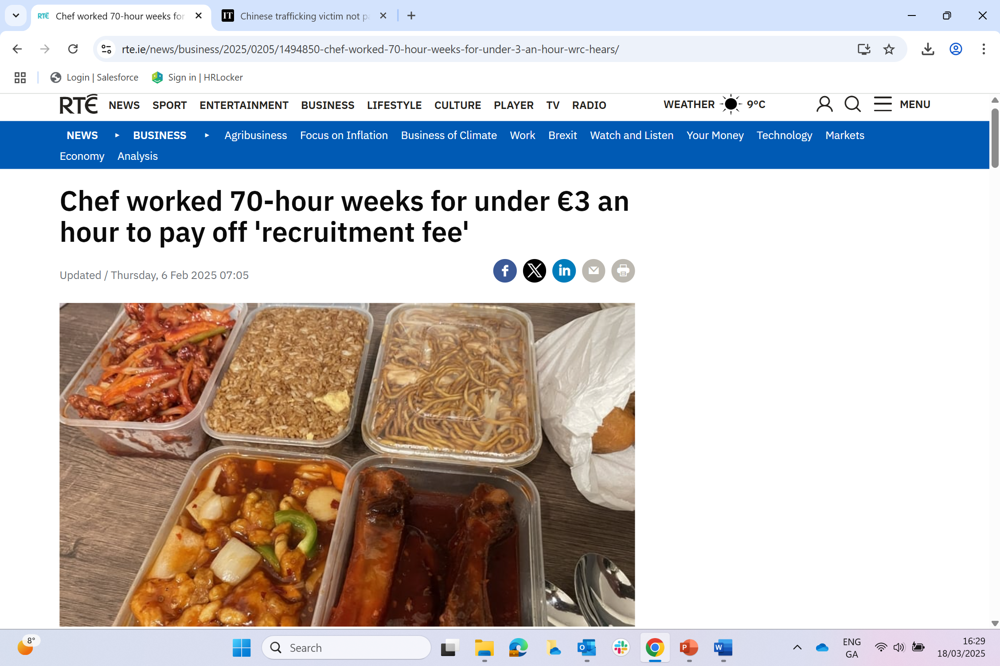 RTÉ Chef worked 70-hour weeks for
IT Chinese trafficking victim not pa
rte.ie/news/business/2025/0205/1494850-chef-worked-70-hour-weeks-for-under-3-an-hour-wrc-hears/
Login | Salesforce Sign in | HRLocker
RTÉ NEWS SPORT ENTERTAINMENT BUSINESS LIFESTYLE CULTURE PLAYER TV RADIO WEATHER 9°C MENU
NEWS BUSINESS Agribusiness Focus on Inflation Business of Climate Work Brexit Watch and Listen Your Money Technology Markets
Economy Analysis
Chef worked 70-hour weeks for under €3 an
hour to pay off 'recruitment fee'
Updated / Thursday, 6 Feb 2025 07:05
f X in
8°
Search
O
P
W
ENG
GA
16:29
18/03/2025